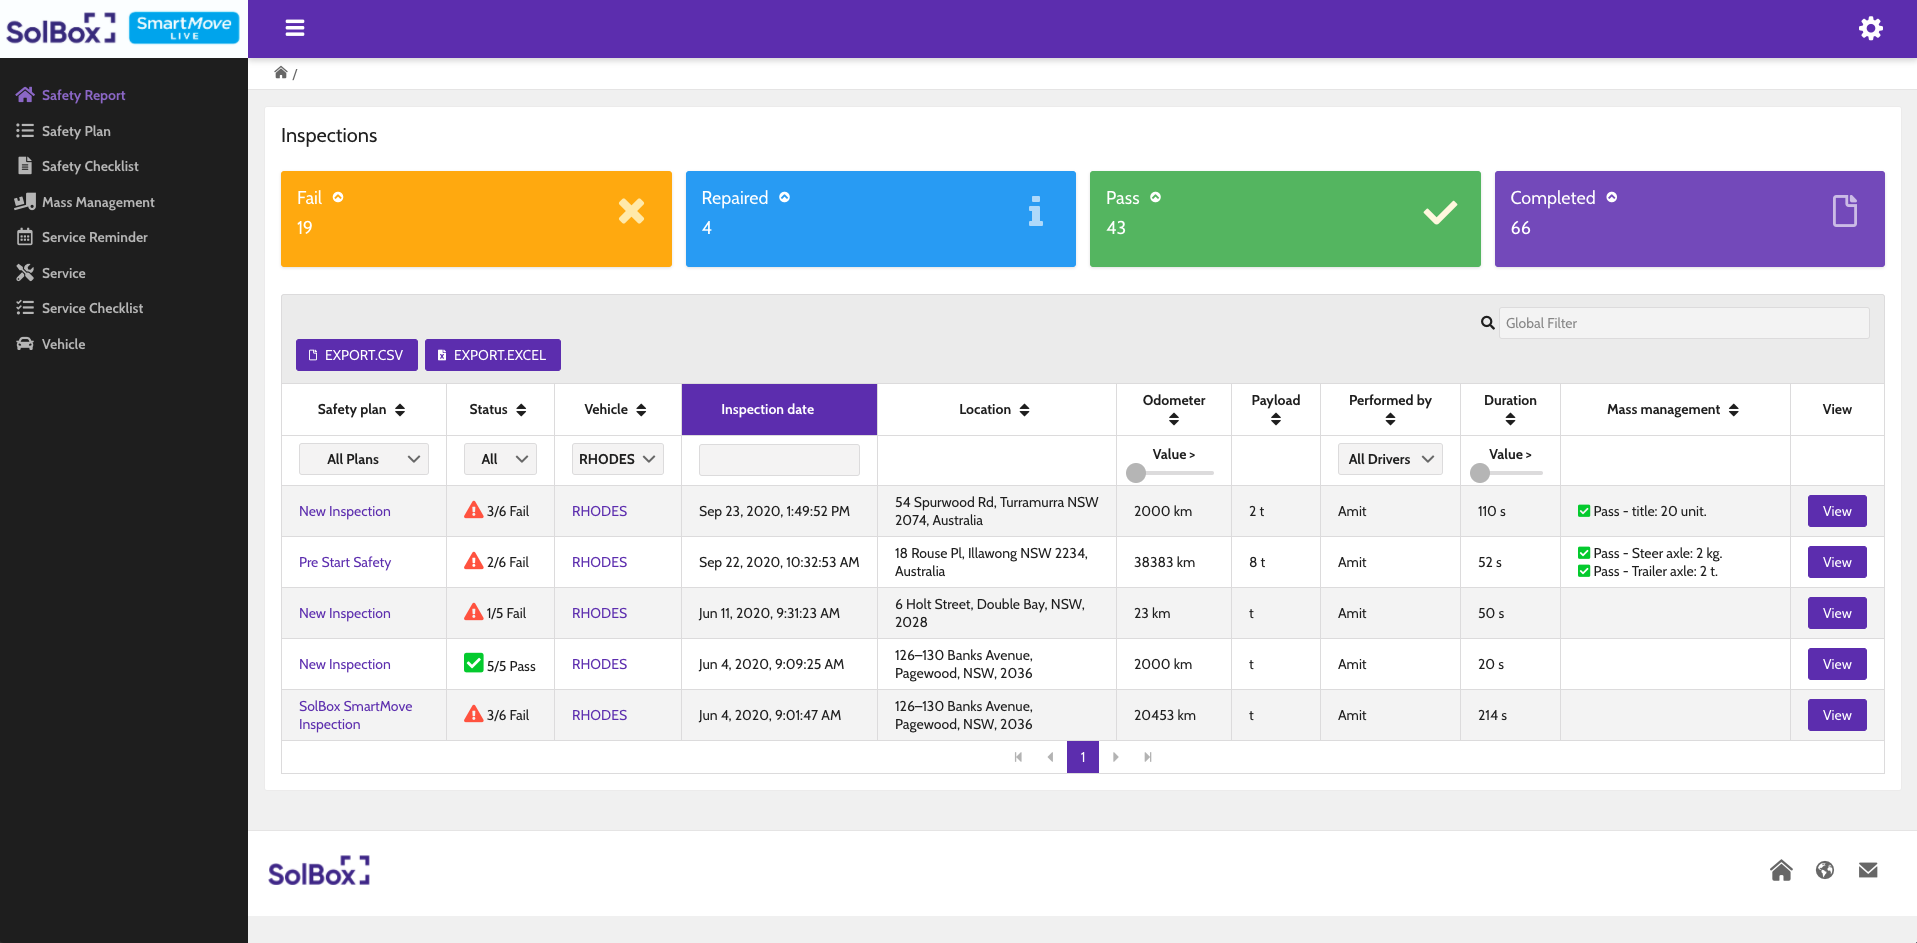 SolBox SmartMove
LIVE
/
Safety Report
Safety Plan
Safety Checklist
Mass Management
Service Reminder
Service
Service Checklist
Vehicle
Inspections
Fail
19
Repaired
4
Pass
43
Completed
66
Global Filter
EXPORT.CSV EXPORT.EXCEL
Safety plan Status Vehicle Inspection date Location Odometer Payload Performed by Duration Mass management View
All Plans All RHODES Value > All Drivers Value >
New Inspection 3/6 Fail RHODES Sep 23, 2020, 1:49:52 PM 54 Spurwood Rd, Turramurra NSW
2074, Australia 2000 km 2 t Amit 110 s Pass - title: 20 unit. View
Pre Start Safety 2/6 Fail RHODES Sep 22, 2020, 10:32:53 AM 18 Rouse Pl, Illawong NSW 2234,
Australia 38383 km 8 t Amit 52 s Pass - Steer axle: 2 kg.
Pass - Trailer axle: 2 t. View
New Inspection 1/5 Fail RHODES Jun 11, 2020, 9:31:23 AM 6 Holt Street, Double Bay, NSW,
2028 23 km t Amit 50 s View
New Inspection 5/5 Pass RHODES Jun 4, 2020, 9:09:25 AM 126–130 Banks Avenue,
Pagewood, NSW, 2036 2000 km t Amit 20 s View
SolBox SmartMove
Inspection 3/6 Fail RHODES Jun 4, 2020, 9:01:47 AM 126–130 Banks Avenue,
Pagewood, NSW, 2036 20453 km t Amit 214 s View
1
SolBox